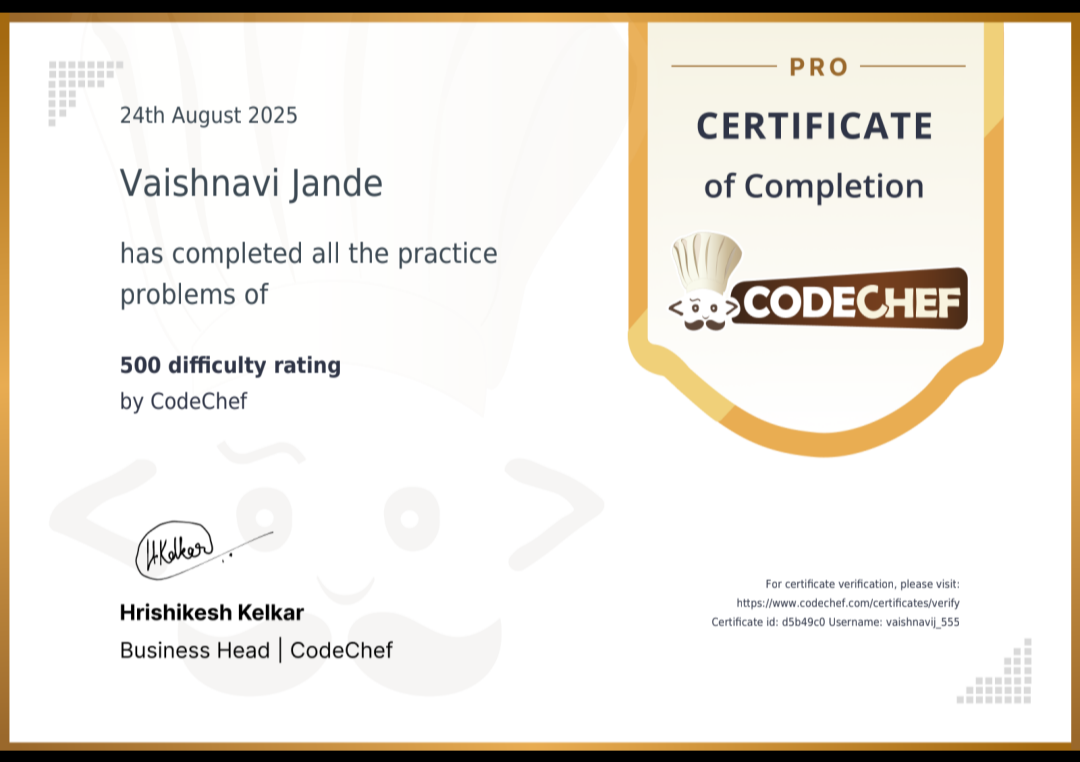 24th August 2025
Vaishnavi Jande
has completed all the practice
problems of
500 difficulty rating
by CodeChef
H.Kelkar
Hrishikesh Kelkar
Business Head | CodeChef
PRO
CERTIFICATE
of Completion
CODECHEF
For certificate verification, please visit:
https://www.codechef.com/certificates/verify
Certificate id: d5b49c0 Username: vaishnavij_555